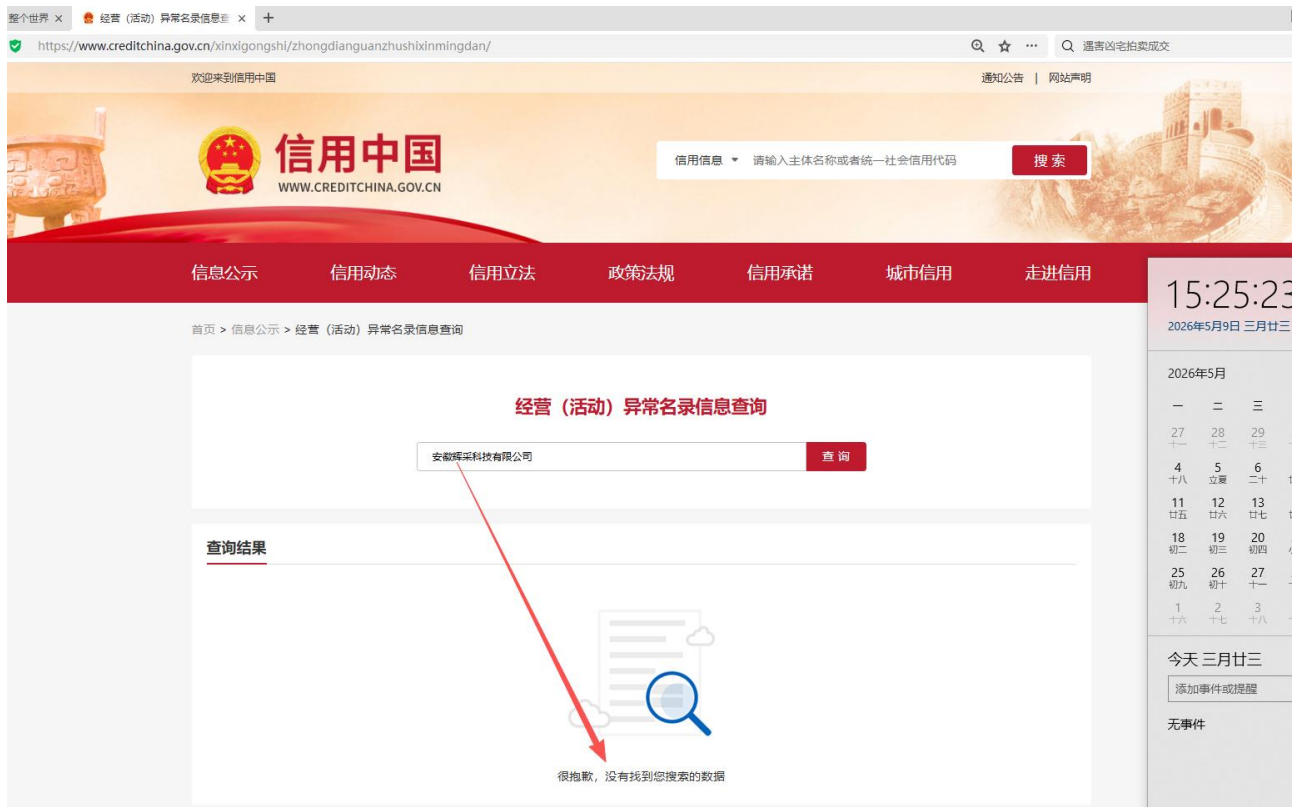 整个世界 × 经营（活动）异常名录信息查 × +
https://www.creditchina.gov.cn/xinxigongshi/zhongdianguanzhushixinmingdan/ ··· 遇害凶宅拍卖成交
欢迎来到信用中国 通知公告 | 网站声明
信用中国
WWW.CREDITCHINA.GOV.CN
信用信息 请输入主体名称或者统一社会信用代码 搜索
信息公示 信用动态 信用立法 政策法规 信用承诺 城市信用 走进信用
首页 > 信息公示 > 经营（活动）异常名录信息查询
经营（活动）异常名录信息查询
安徽辉采科技有限公司 查询
查询结果
很抱歉，没有找到您搜索的数据
15:25:23
2026年5月9日 三月廿三
2026年5月
一 二 三
27 28 29
十一 十二 十三
4 5 6
十八 立夏 二十
11 12 13
廿五 廿六 廿七
18 19 20
初二 初三 初四
25 26 27
初九 初十 十一
1 2 3
十六 十七 十八
今天 三月廿三
添加事件或提醒
无事件